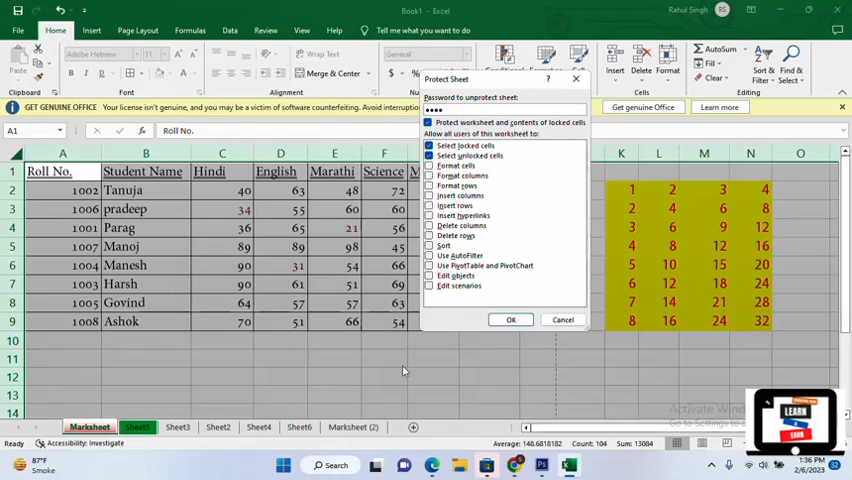 Book1 - Excel
Rahul Singh RS
File Home Insert Page Layout Formulas Data Review View Help Tell me what you want to do
Paste Arial Wrap Text General AutoSum
B I U Merge & Center $ Insert Delete Format Fill Sort & Find &
Clear Filter Select
Clipboard Font Alignment Cells Editing
GET GENUINE OFFICE Your license isn't genuine, and you may be a victim of software counterfeiting. Avoid interruption Get genuine Office Learn more
A1 Roll No.
A B C D E F K L M N O
1 Roll No. Student Name Hindi English Marathi Science M
2 1002 Tanuja 40 63 48 72 1 2 3 4
3 1006 pradeep 34 55 60 60 2 4 6 8
4 1001 Parag 36 65 21 56 3 6 9 12
5 1007 Manoj 89 89 98 45 4 8 12 16
6 1004 Manesh 90 31 54 66 5 10 15 20
7 1003 Harsh 90 61 51 69 6 12 18 24
8 1005 Govind 64 57 57 63 7 14 21 28
9 1008 Ashok 70 51 66 54 8 16 24 32
10
11
12
13
14
Protect Sheet
Password to unprotect sheet:
••••
Protect worksheet and contents of locked cells
Allow all users of this worksheet to:
Select locked cells
Select unlocked cells
Format cells
Format columns
Format rows
Insert columns
Insert rows
Insert hyperlinks
Delete columns
Delete rows
Sort
Use AutoFilter
Use PivotTable and PivotChart
Edit objects
Edit scenarios
OK Cancel
Activate Wind
Go to Settings to a
LEARN
&
EARN
Marksheet Sheet5 Sheet3 Sheet2 Sheet4 Sheet6 Marksheet (2)
Ready Accessibility: Investigate Average: 148.6818182 Count: 104 Sum: 13084
87°F
Smoke
Search
1:36 PM
2/6/2023
32